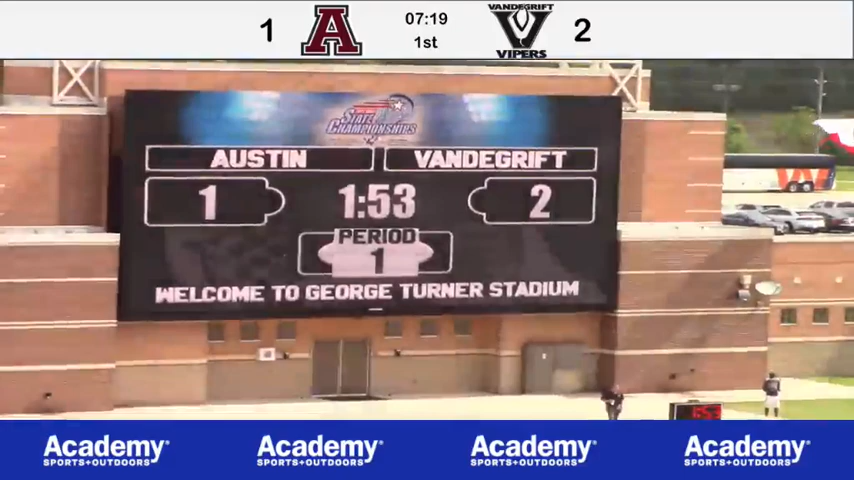 1 A 07:19 1st VANDEGRIFT V VIPERS 2
STATE CHAMPIONSHIPS
AUSTIN VANDEGRIFT
1 1:53 2
PERIOD
1
WELCOME TO GEORGE TURNER STADIUM
W
Academy SPORTS+OUTDOORS Academy SPORTS+OUTDOORS Academy SPORTS+OUTDOORS Academy SPORTS+OUTDOORS